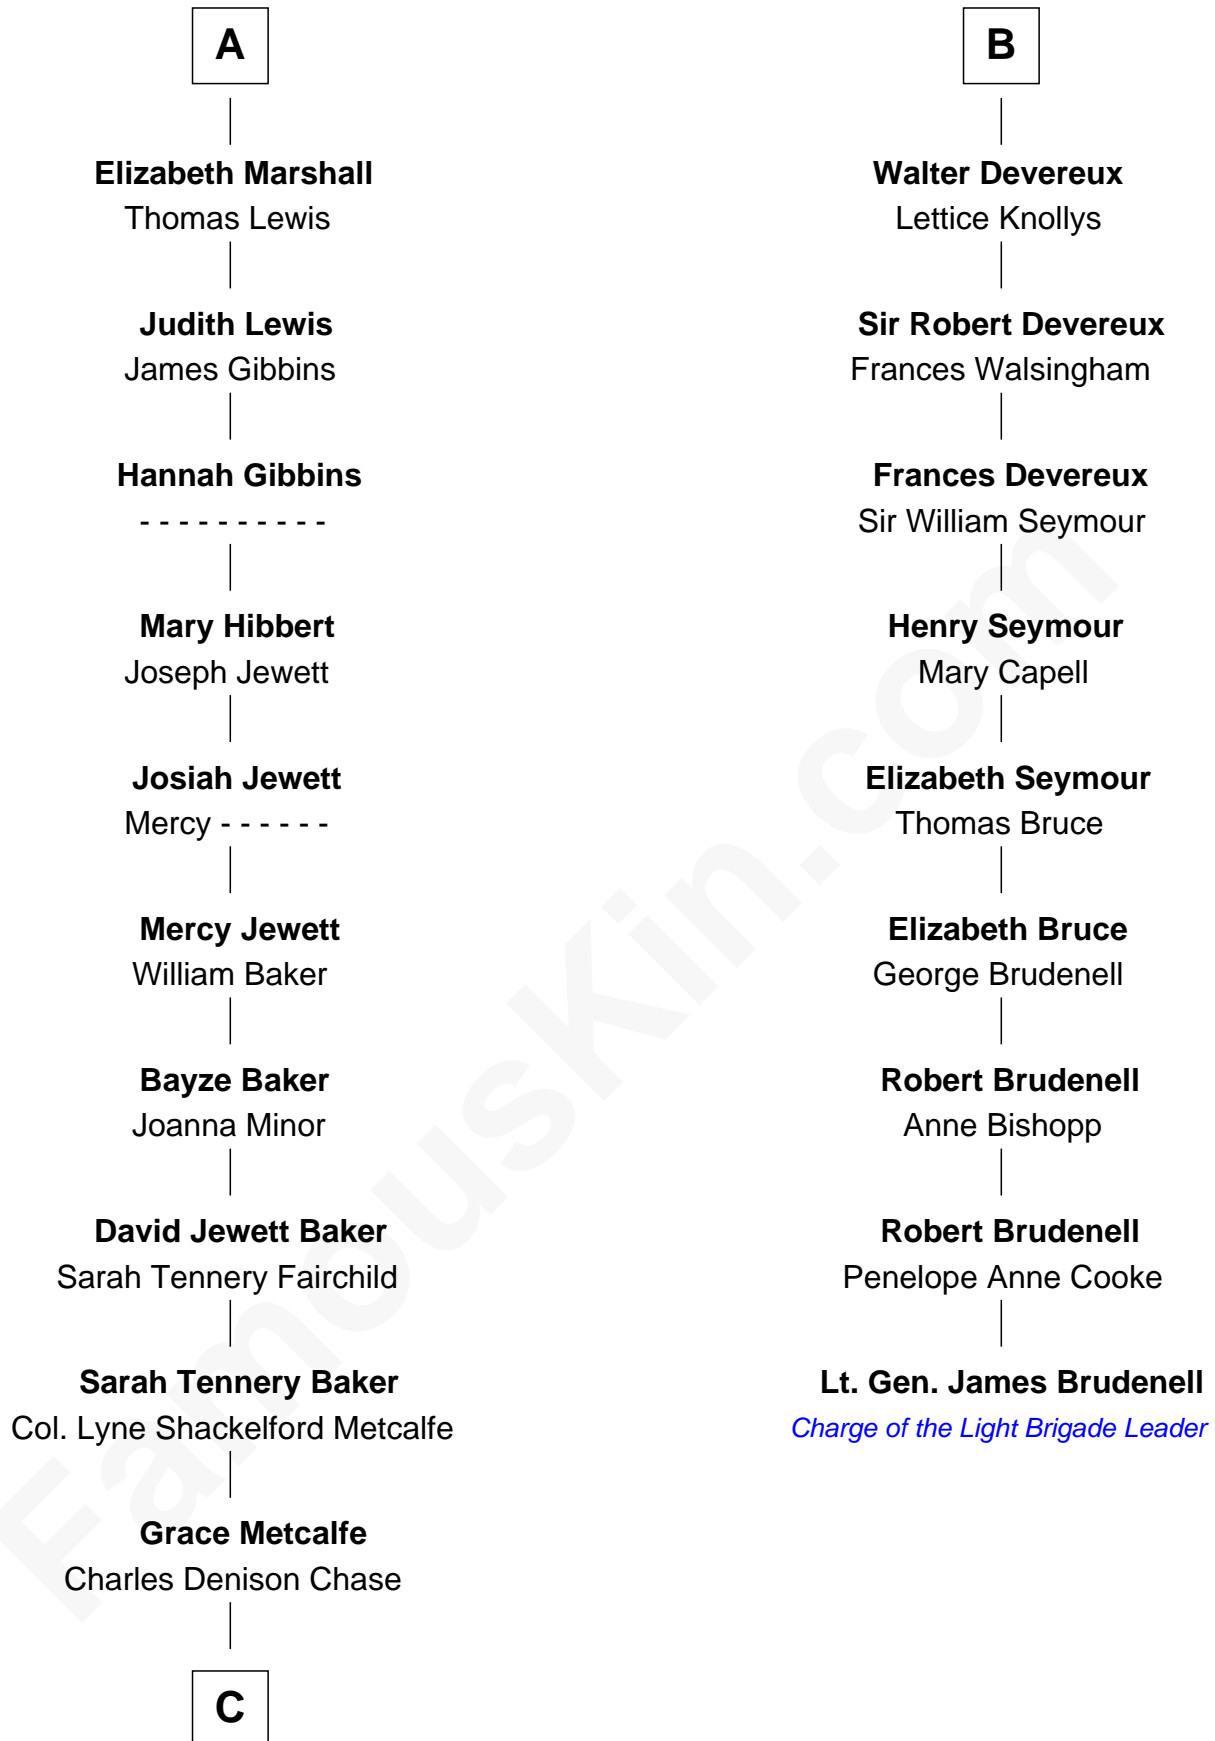 A
Elizabeth Marshall
Thomas Lewis
Judith Lewis
James Gibbins
Hannah Gibbins
- - - - - - - - - -
Mary Hibbert
Joseph Jewett
Josiah Jewett
Mercy - - - - - -
Mercy Jewett
William Baker
Bayze Baker
Joanna Minor
David Jewett Baker
Sarah Tennery Fairchild
Sarah Tennery Baker
Col. Lyne Shackelford Metcalfe
Grace Metcalfe
Charles Denison Chase
C
B
Walter Devereux
Lettice Knollys
Sir Robert Devereux
Frances Walsingham
Frances Devereux
Sir William Seymour
Henry Seymour
Mary Capell
Elizabeth Seymour
Thomas Bruce
Elizabeth Bruce
George Brudenell
Robert Brudenell
Anne Bishopp
Robert Brudenell
Penelope Anne Cooke
Lt. Gen. James Brudenell
Charge of the Light Brigade Leader
FamousKin.com